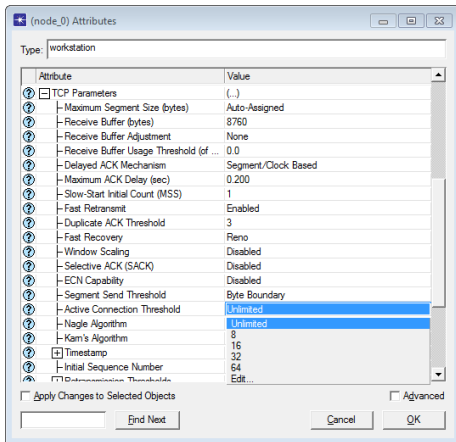 (node_0) Attributes
Type: workstation
Attribute Value
TCP Parameters (...)
Maximum Segment Size (bytes) Auto-Assigned
Receive Buffer (bytes) 8760
Receive Buffer Adjustment None
Receive Buffer Usage Threshold (of ... 0.0
Delayed ACK Mechanism Segment/Clock Based
Maximum ACK Delay (sec) 0.200
Slow-Start Initial Count (MSS) 1
Fast Retransmit Enabled
Duplicate ACK Threshold 3
Fast Recovery Reno
Window Scaling Disabled
Selective ACK (SACK) Disabled
ECN Capability Disabled
Segment Send Threshold Byte Boundary
Active Connection Threshold Unlimited
Nagle Algorithm Unlimited
8
Karn's Algorithm
16
Timestamp 32
Initial Sequence Number 64
Retransmission Thresholds Edit...
Apply Changes to Selected Objects Advanced
Find Next Cancel OK